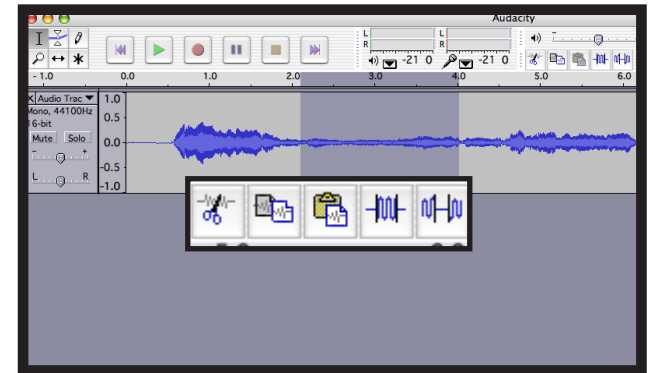 Audacity
L
R
L
R
-21 0
-21 0
- 1.0 0.0 1.0 2.0 3.0 4.0 5.0 6.0
X Audio Trac ▼ 1.0
Mono, 44100Hz
16-bit 0.5
Mute Solo 0.0
- +
-0.5
L R
-1.0